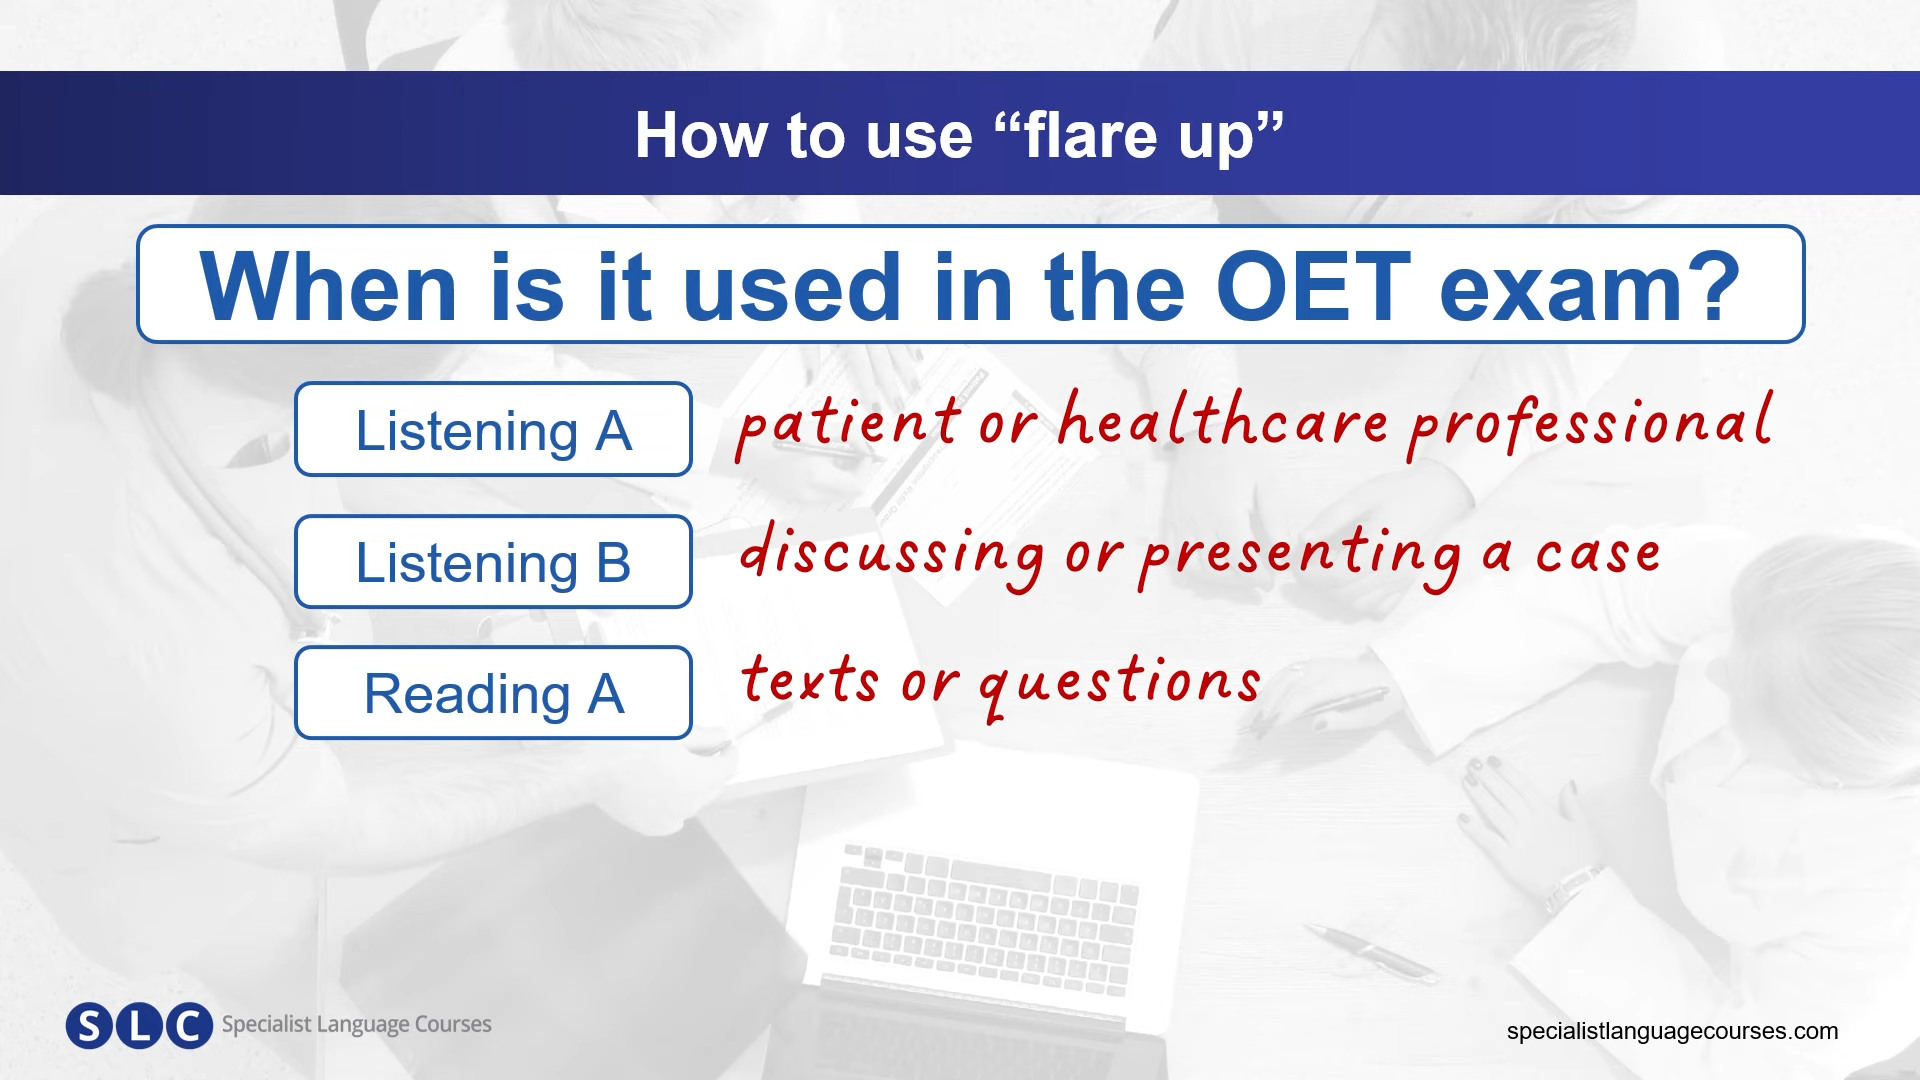 How to use “flare up”
When is it used in the OET exam?
Listening A
patient or healthcare professional
Listening B
discussing or presenting a case
Reading A
texts or questions
SLC Specialist Language Courses
specialistlanguagecourses.com